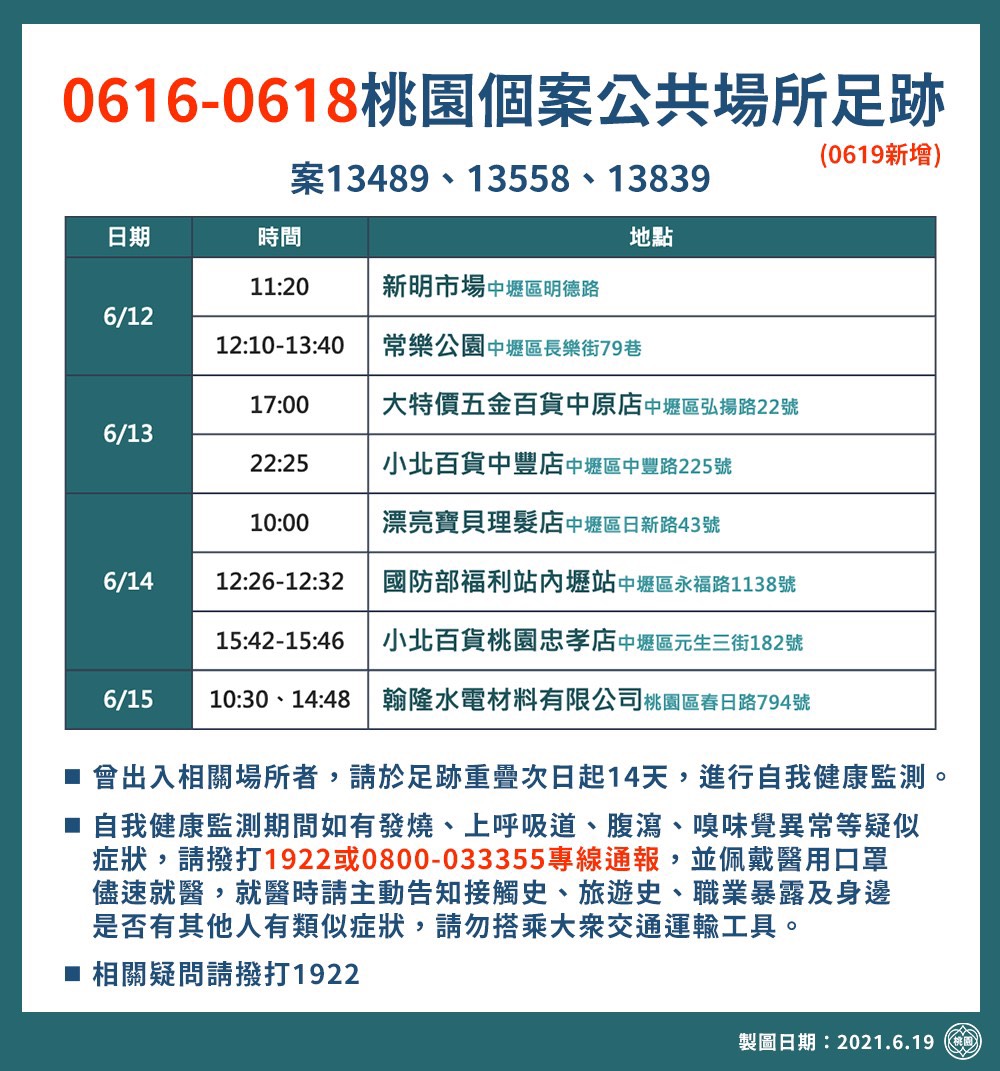 0616-0618桃園個案公共場所足跡
(0619新增)
案13489、13558、13839
日期 時間 地點
6/12
11:20 新明市場中壢區明德路
12:10-13:40 常樂公園中壢區長樂街79巷
6/13
17:00 大特價五金百貨中原店中壢區弘揚路22號
22:25 小北百貨中豐店中壢區中豐路225號
6/14
10:00 漂亮寶貝理髮店中壢區日新路43號
12:26-12:32 國防部福利站內壢站中壢區永福路1138號
15:42-15:46 小北百貨桃園忠孝店中壢區元生三街182號
6/15 10:30、14:48 翰隆水電材料有限公司桃園區春日路794號
■ 曾出入相關場所者，請於足跡重疊次日起14天，進行自我健康監測。
■ 自我健康監測期間如有發燒、上呼吸道、腹瀉、嗅味覺異常等疑似
症狀，請撥打1922或0800-033355專線通報，並佩戴醫用口罩
儘速就醫，就醫時請主動告知接觸史、旅遊史、職業暴露及身邊
是否有其他人有類似症狀，請勿搭乘大眾交通運輸工具。
■ 相關疑問請撥打1922
製圖日期：2021.6.19 桃園